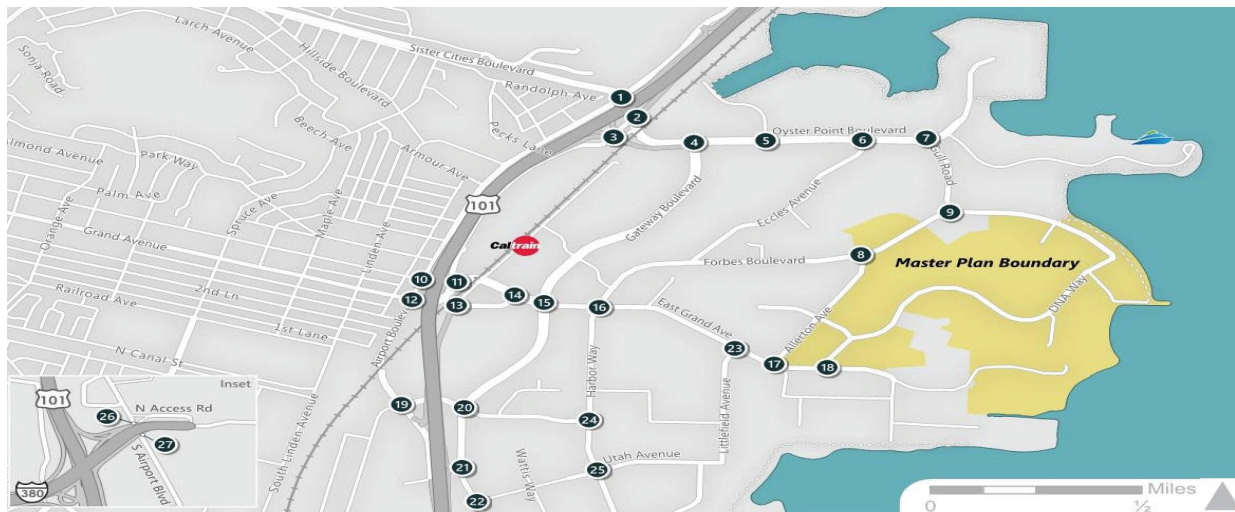 Larch Avenue
Hillside Boulevard
Sister Cities Boulevard
Sonja Road
Randolph Ave
1
2
3
Pecks Lane
Oyster Point Boulevard
4
5
6
7
Beech Ave
Armour Ave
Gull Road
almond Avenue
Park Way
Palm Ave
Spruce Ave
Maple Ave
101
Gateway Boulevard
Eccles Avenue
9
Orange Ave
Grand Avenue
Linden Ave
Caltrain
Forbes Boulevard
8
Master Plan Boundary
10
11
12
13
14
15
16
DNA Way
Railroad Ave
2nd Ln
1st Lane
Airport Boulev
East Grand Ave
Allerton Ave
N Canal St
Harbor Way
23
17
18
Inset
101
26
N Access Rd
27
S Airport Blvd
380
South Linden Avenue
19
20
24
Littlefield Avenue
21
Wattis Way
25
Utah Avenue
22
Miles
0
½